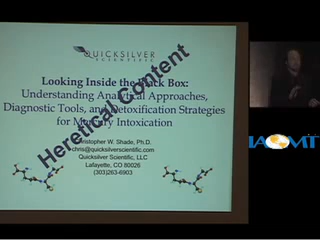 QUICKSILVER
SCIENTIFIC
Looking Inside the Black Box:
Understanding Analytical Approaches,
Diagnostic Tools, and Detoxification Strategies
for Mercury Intoxication
Heretical Content
Christopher W. Shade, Ph.D.
chris@quicksilverscientific.com
Quicksilver Scientific, LLC
Lafayette, CO 80026
(303)263-6903
IAOMT